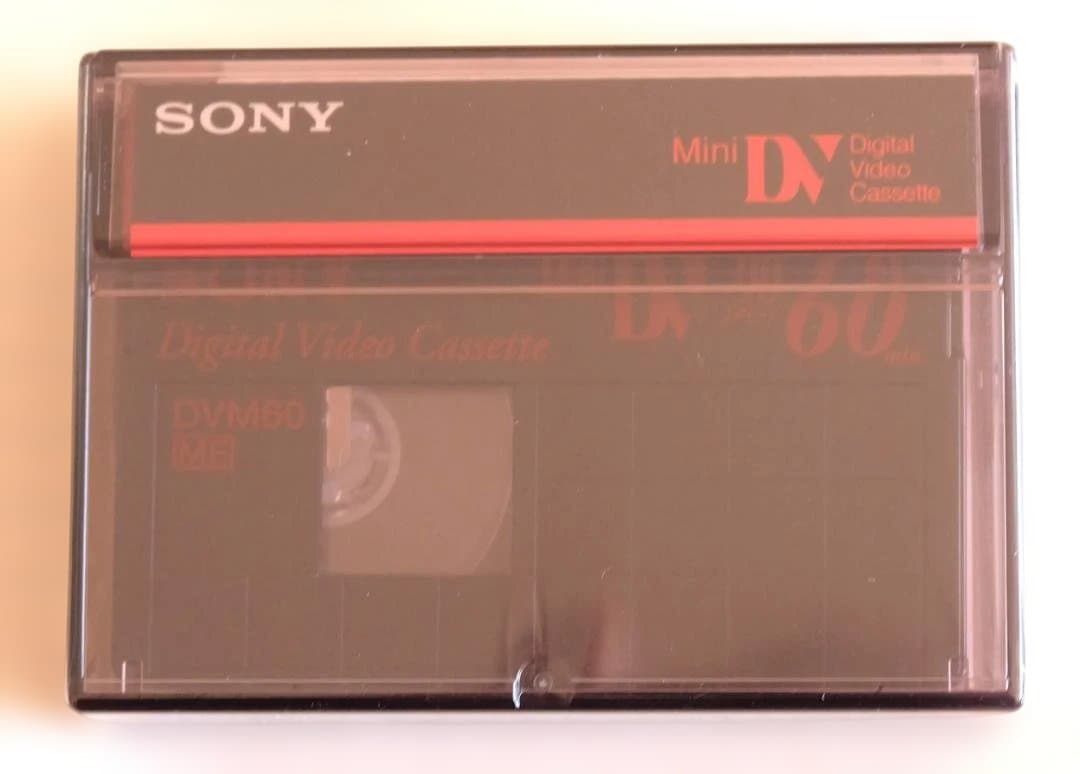 SONY
Mini DV Digital
Video
Cassette
DV 60 min.
Digital Video Cassette
DVM60
ME